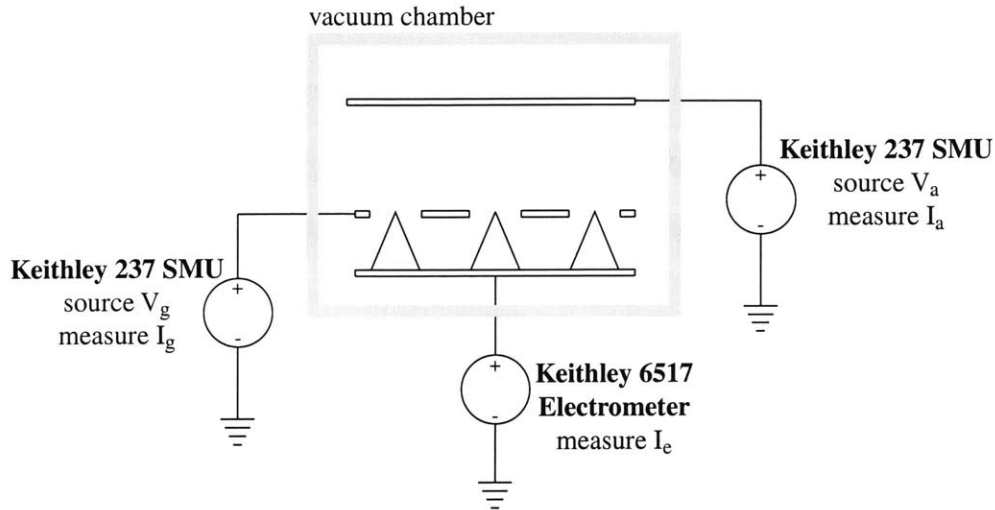 vacuum chamber
Keithley 237 SMU
source Va
measure Ia
Keithley 237 SMU
source Vg
measure Ig
Keithley 6517
Electrometer
measure Ie
+
-
+
-
+
-